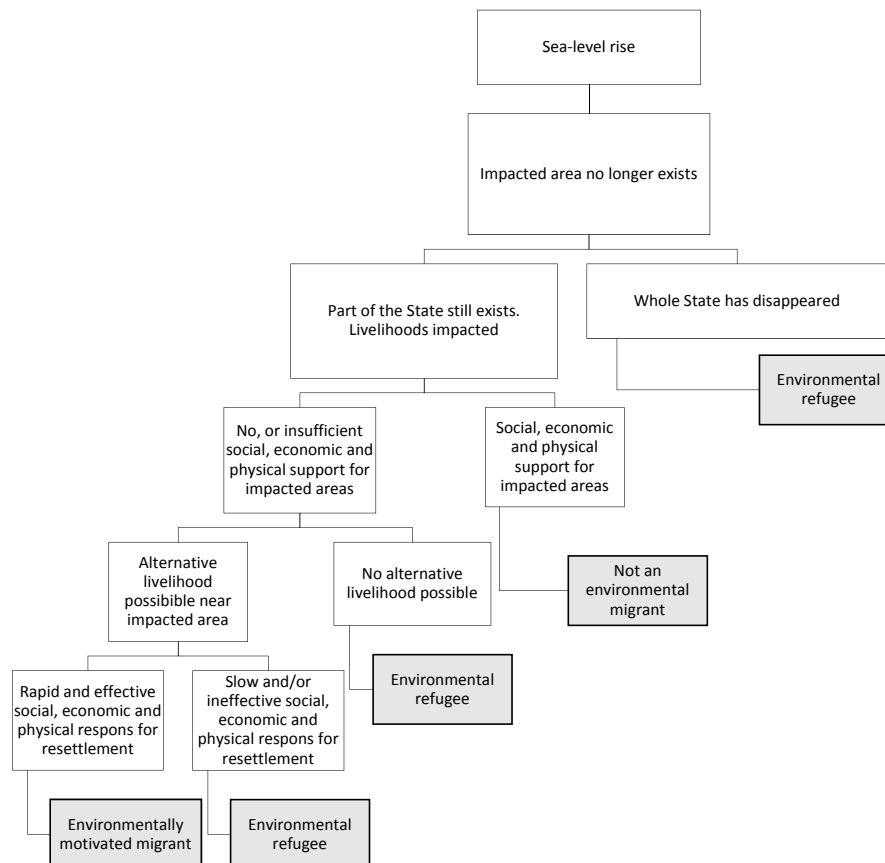 Sea-level rise
Impacted area no longer exists
Part of the State still exists.
Livelihoods impacted
Whole State has disappeared
Environmental
refugee
No, or insufficient
social, economic and
physical support for
impacted areas
Social, economic
and physical
support for
impacted areas
Alternative
livelihood
possibible near
impacted area
No alternative
livelihood possible
Not an
environmental
migrant
Rapid and effective
social, economic and
physical respons for
resettlement
Slow and/or
ineffective social,
economic and
physical respons for
resettlement
Environmental
refugee
Environmentally
motivated migrant
Environmental
refugee